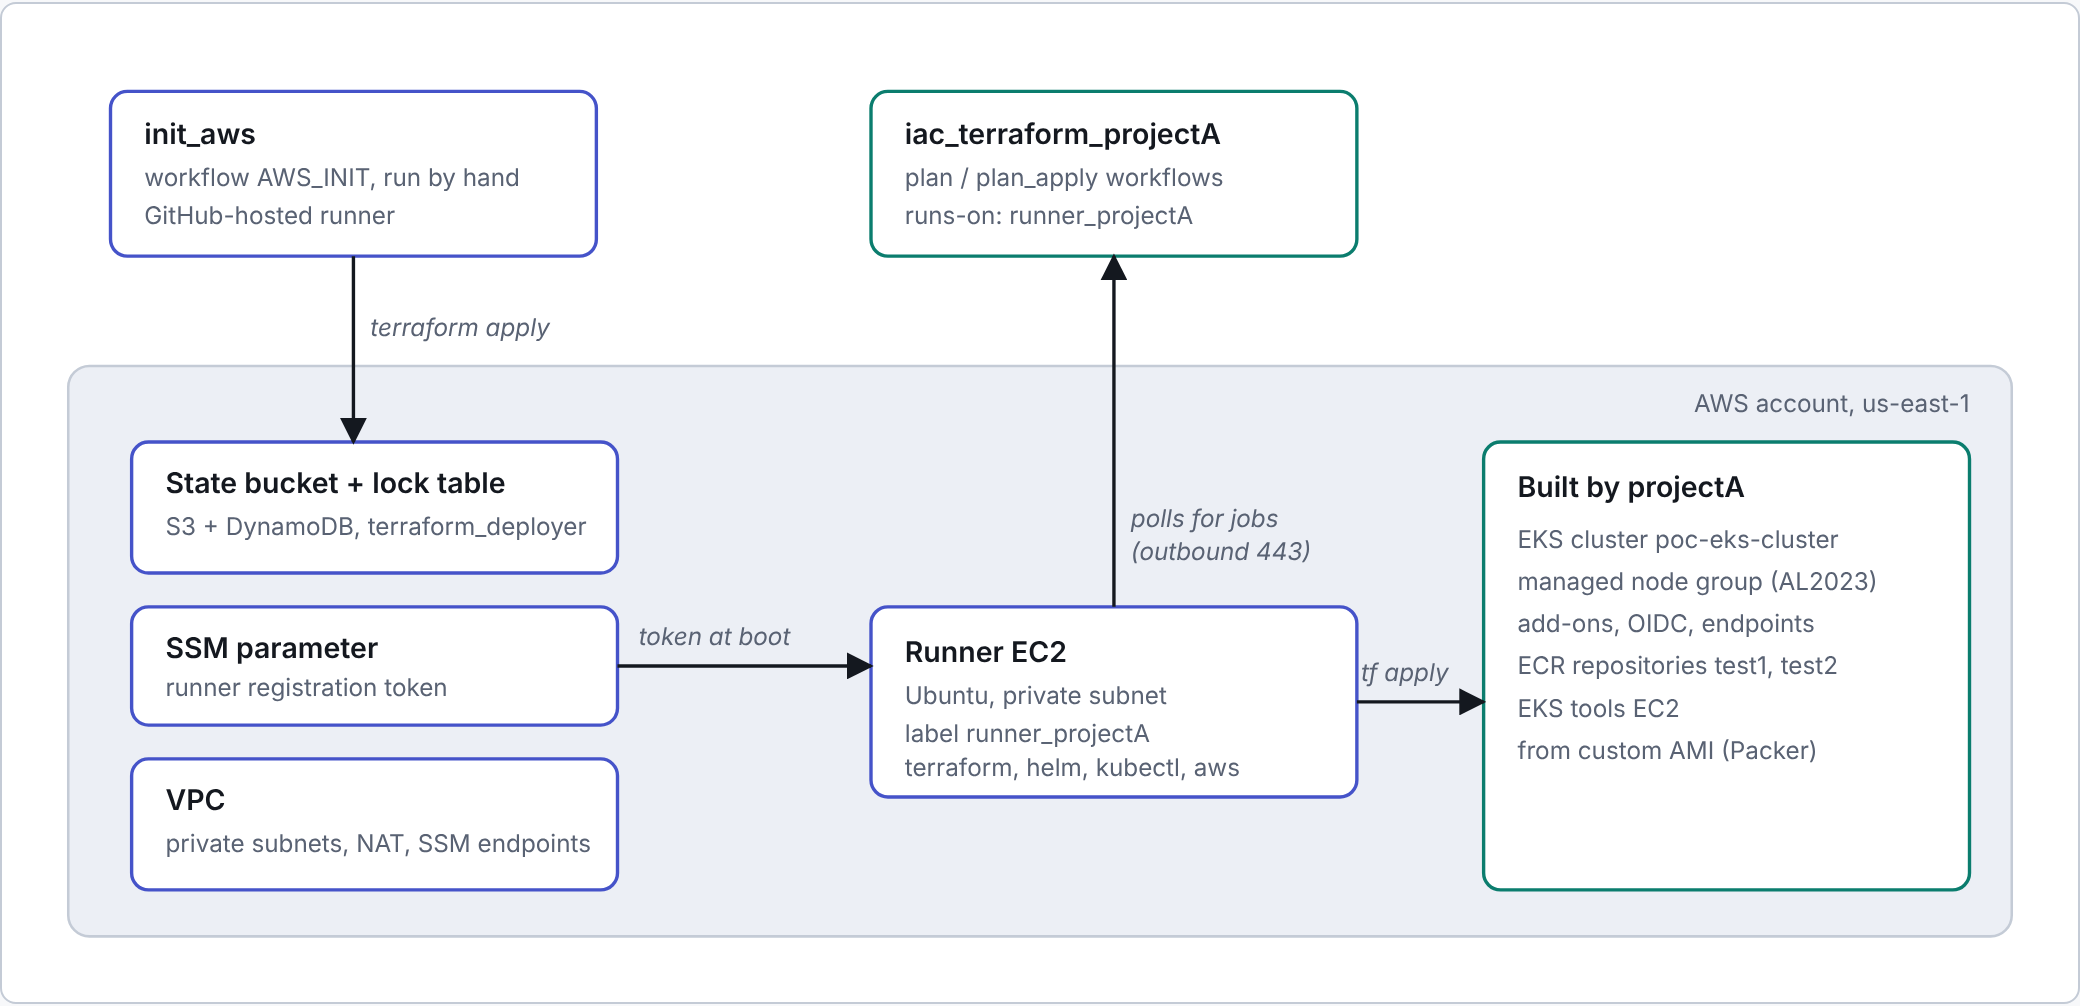 init_aws
workflow AWS_INIT, run by hand
GitHub-hosted runner
iac_terraform_projectA
plan / plan_apply workflows
runs-on: runner_projectA
terraform apply
AWS account, us-east-1
State bucket + lock table
S3 + DynamoDB, terraform_deployer
SSM parameter
runner registration token
VPC
private subnets, NAT, SSM endpoints
token at boot
polls for jobs
(outbound 443)
Runner EC2
Ubuntu, private subnet
label runner_projectA
terraform, helm, kubectl, aws
tf apply
Built by projectA
EKS cluster poc-eks-cluster
managed node group (AL2023)
add-ons, OIDC, endpoints
ECR repositories test1, test2
EKS tools EC2
from custom AMI (Packer)